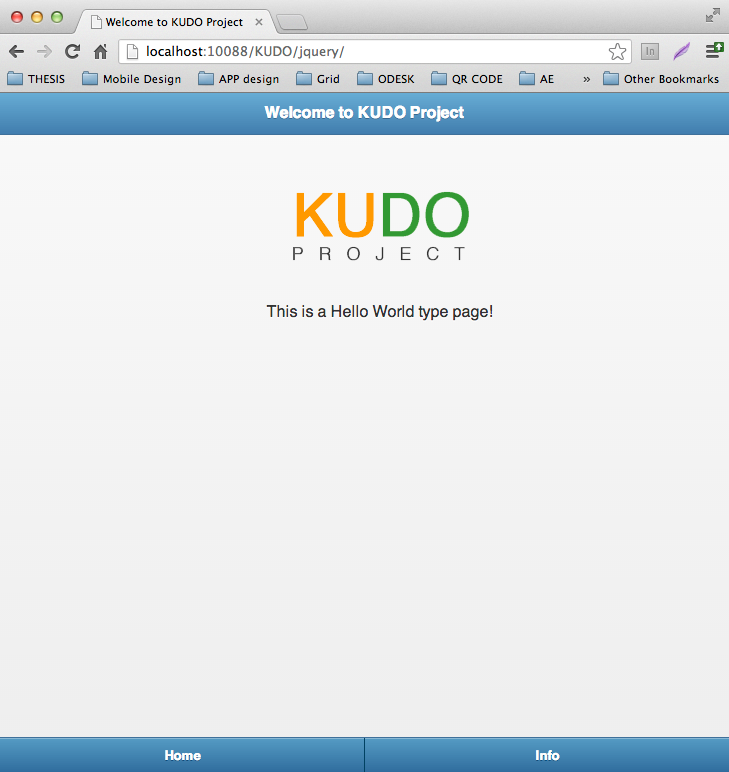 Welcome to KUDO Project
localhost:10088/KUDO/jquery/
In
THESIS Mobile Design APP design Grid ODESK QR CODE AE » Other Bookmarks
Welcome to KUDO Project
KUDO
PROJECT
This is a Hello World type page!
Home Info